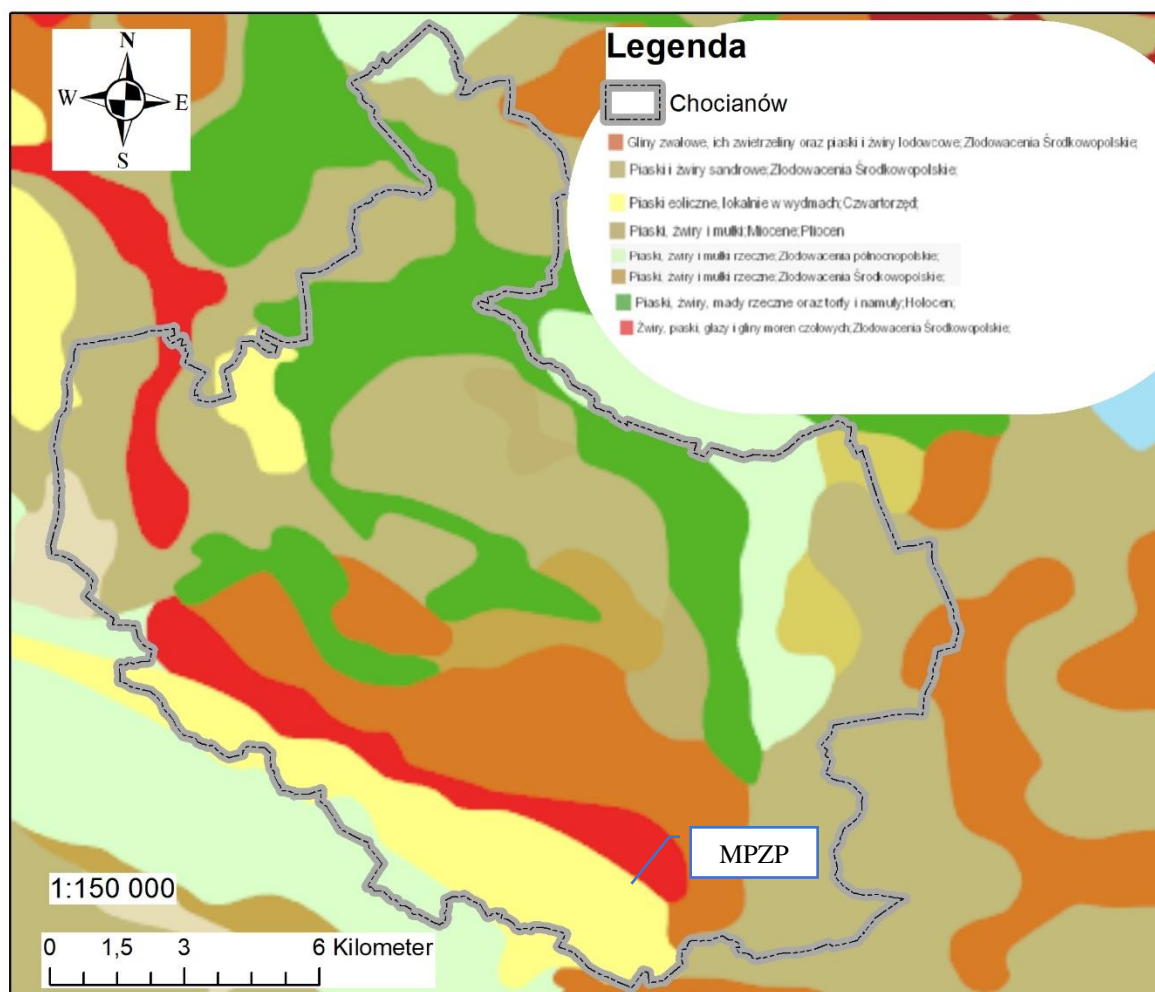 N
W E
S
Legenda
Chocianów
Gliny zwałowe, ich zwietrzeliny oraz piaski i żwiry lodowcowe;Zlodowacenia Środkowopolskie;
Piaski i żwiry sandrowe;Zlodowacenia Środkowopolskie;
Piaski eoliczne, lokalnie w wydmach;Czwartorzęd;
Piaski, żwiry i mułki;Miocene;Pliocen
Piaski, żwiry i mułki rzeczne;Zlodowacenia północnopolskie;
Piaski, żwiry i mułki rzeczne;Zlodowacenia Środkowopolskie;
Piaski, żwiry, mady rzeczne oraz torfy i namuły;Holocen;
Żwiry, piaski, głazy i gliny moren czołowych;Zlodowacenia Środkowopolskie;
MPZP
1:150 000
0 1,5 3 6 Kilometer